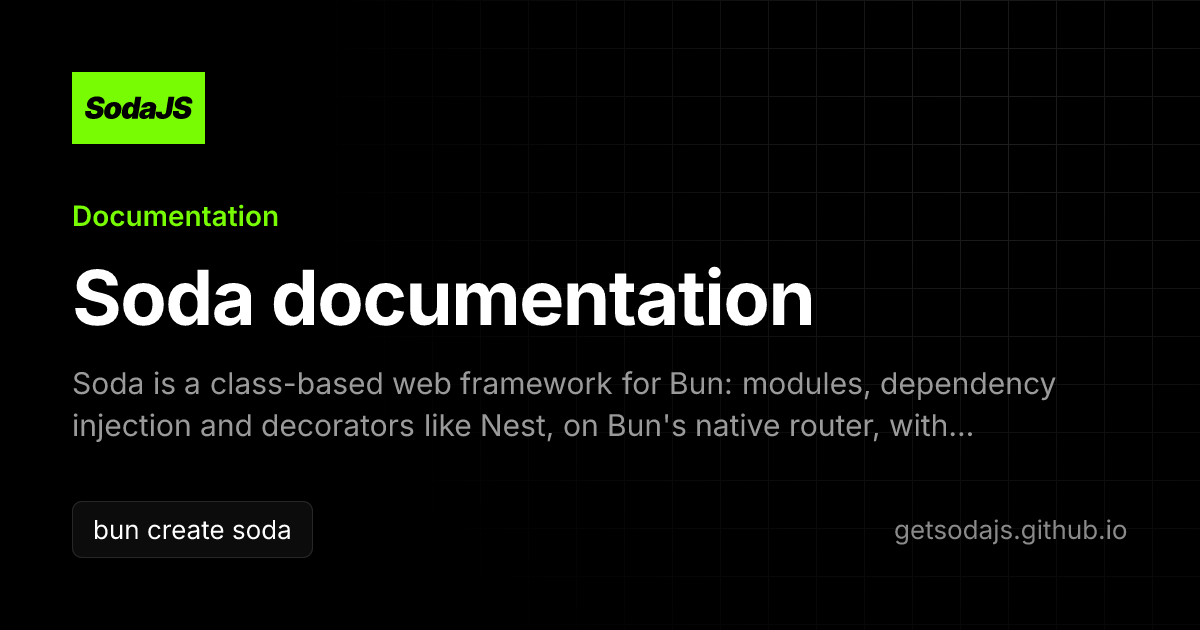 SodaJS
Documentation
Soda documentation
Soda is a class-based web framework for Bun: modules, dependency
injection and decorators like Nest, on Bun's native router, with...
bun create soda
getsodajs.github.io